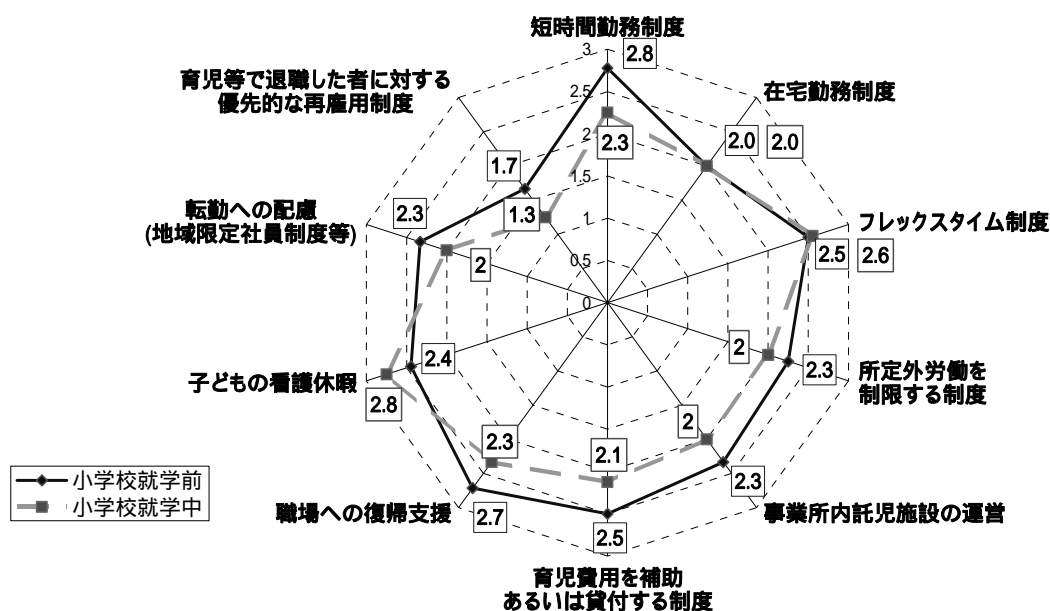 短時間勤務制度
3
2.8
育児等で退職した者に対する
優先的な再雇用制度
在宅勤務制度
2.5
2
2.3
2.0
2.0
1.7
1.5
転勤への配慮
(地域限定社員制度等)
2.3
1.3
1
フレックスタイム制度
2
0.5
2.5
2.6
0
2
2.4
2.3
所定外労働を
制限する制度
子どもの看護休暇
2.8
2
2.3
2.1
小学校就学前
小学校就学中
2.3
職場への復帰支援
2.7
事業所内託児施設の運営
2.5
育児費用を補助
あるいは貸付する制度